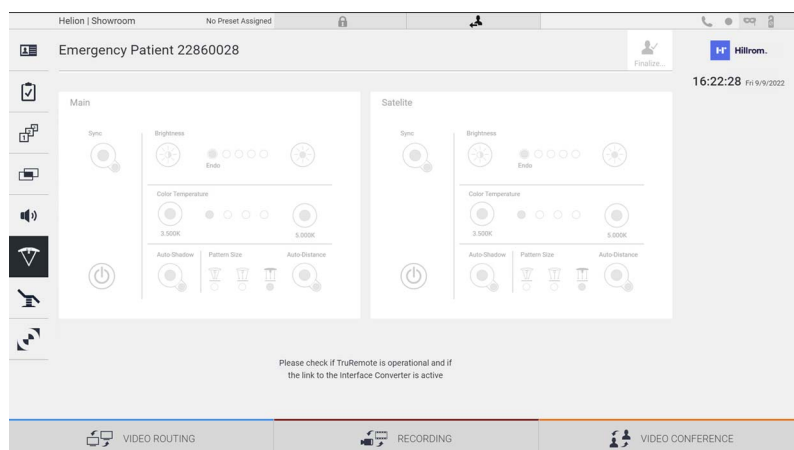 Helion | Showroom
No Preset Assigned
Emergency Patient 22860028
Finalize...
Hillrom.
16:22:28 Fri 9/9/2022
Main
Sync
Brightness
Endo
Color Temperature
3.500K
5.000K
Auto-Shadow
Pattern Size
Auto-Distance
Satelite
Sync
Brightness
Endo
Color Temperature
3.500K
5.000K
Auto-Shadow
Pattern Size
Auto-Distance
Please check if TruRemote is operational and if
the link to the Interface Converter is active
VIDEO ROUTING
RECORDING
VIDEO CONFERENCE